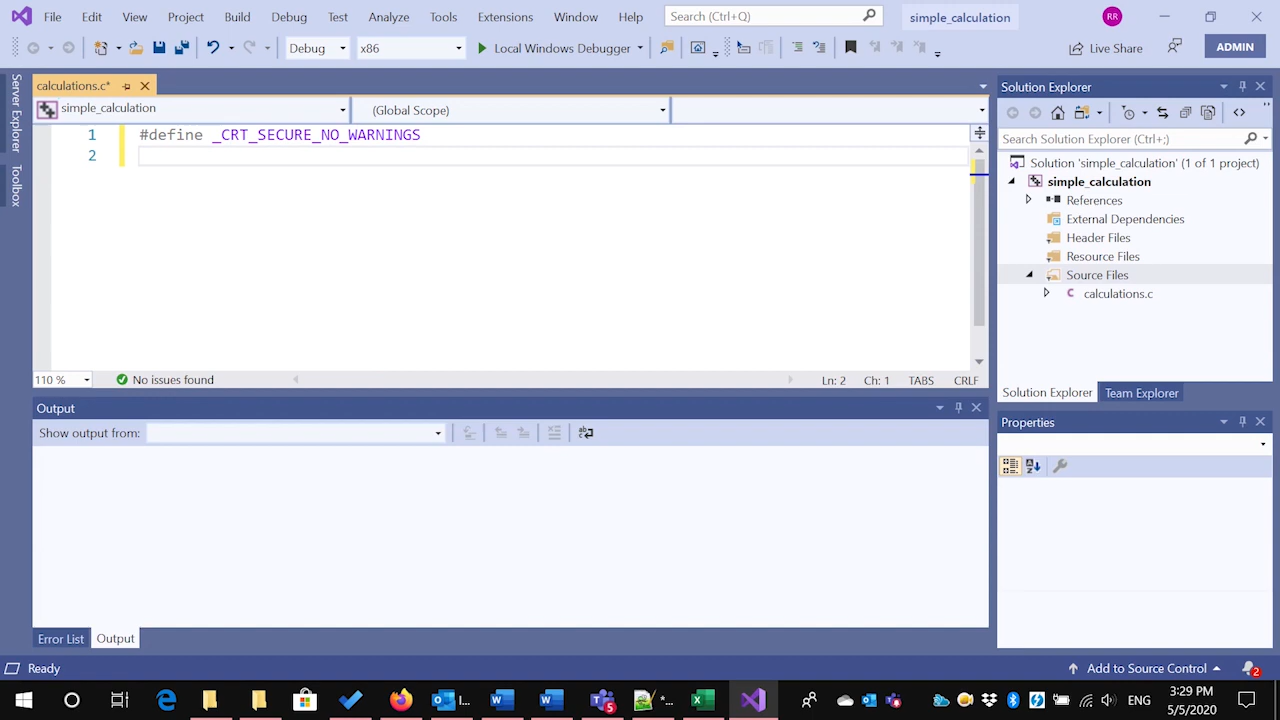 File Edit View Project Build Debug Test Analyze Tools Extensions Window Help Search (Ctrl+Q) simple_calculation RR
Debug x86 Local Windows Debugger Live Share ADMIN
Server Explorer
Toolbox
calculations.c*
simple_calculation (Global Scope)
1 #define _CRT_SECURE_NO_WARNINGS
2
110 % No issues found Ln: 2 Ch: 1 TABS CRLF
Output
Show output from:
Error List Output
Solution Explorer
Search Solution Explorer (Ctrl+;)
Solution 'simple_calculation' (1 of 1 project)
simple_calculation
References
External Dependencies
Header Files
Resource Files
Source Files
calculations.c
Solution Explorer Team Explorer
Properties
Ready Add to Source Control 2
I... 5 *... ENG 3:29 PM
5/5/2020